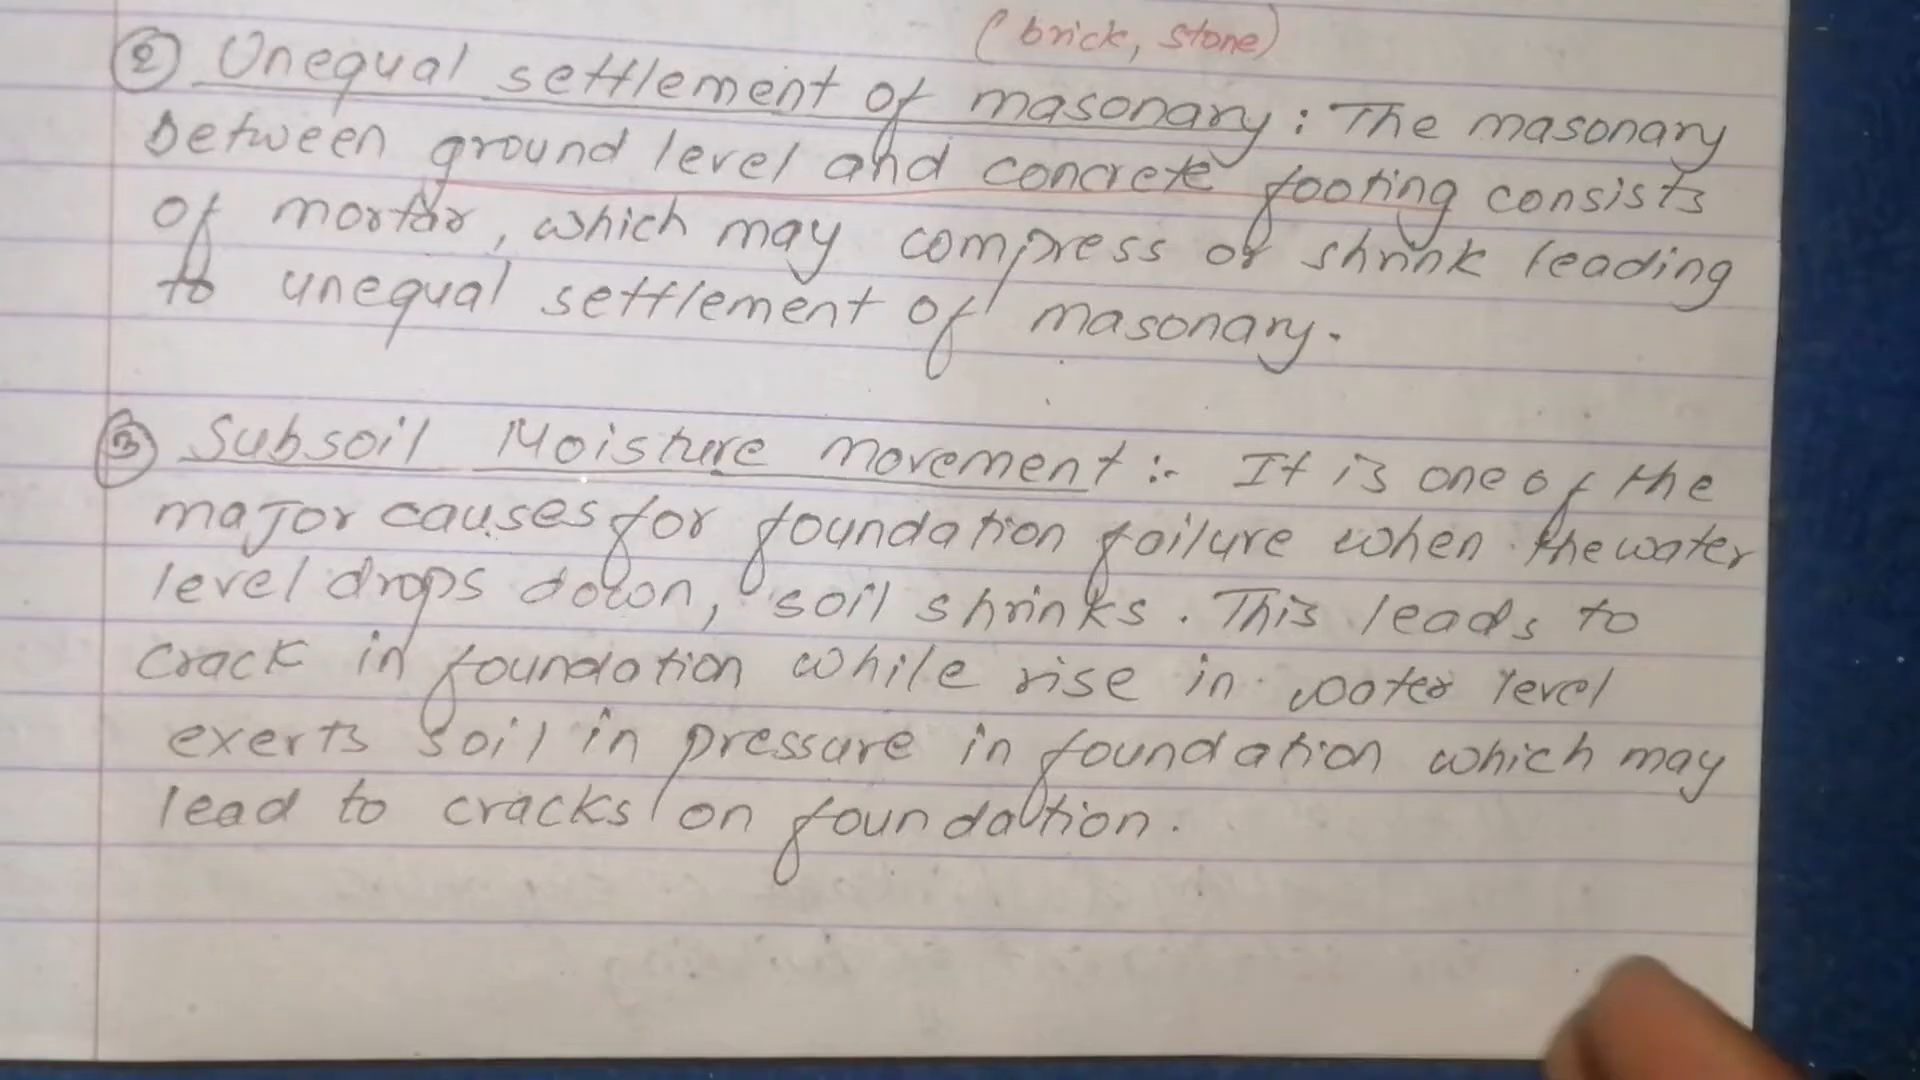 (brick, stone)
② Unequal settlement of masonary : The masonary
between ground level and concrete footing consists
of mortar, which may compress or shrink leading
to unequal settlement of masonary.
③ Subsoil Moisture movement :- It is one of the
major causes for foundation failure when the water
level drops down, soil shrinks. This leads to
crack in foundation while rise in water level
exerts soil in pressure in foundation which may
lead to cracks on foundation.